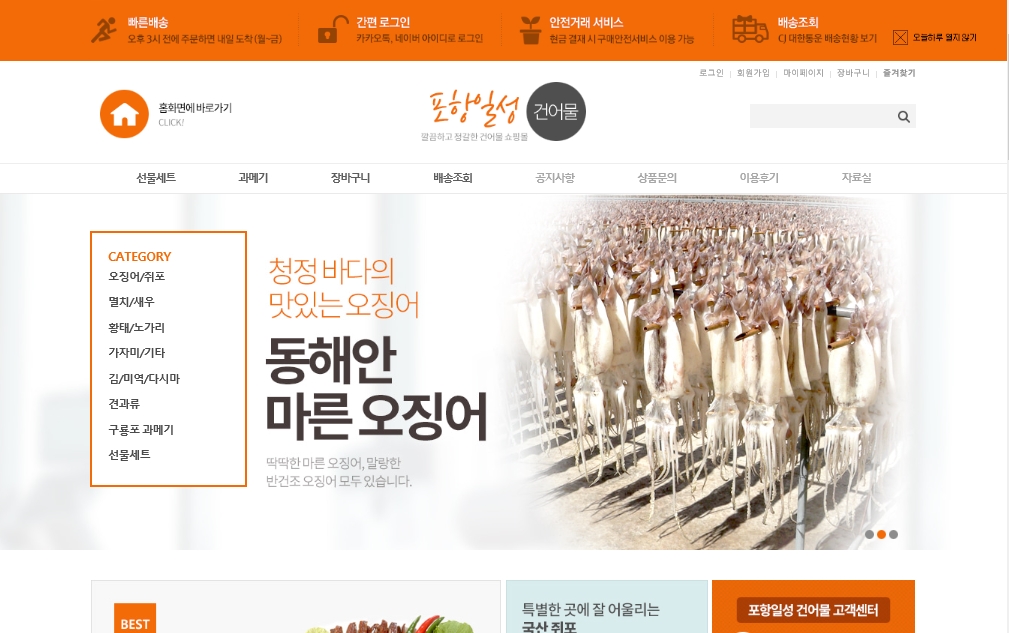 빠른배송
오후 3시 전에 주문하면 내일 도착 (월~금)
간편 로그인
카카오톡, 네이버 아이디로 로그인
안전거래 서비스
현금 결제 시 구매안전서비스 이용 가능
배송조회
CJ 대한통운 배송현황 보기
오늘하루 열지 않기
로그인 | 회원가입 | 마이페이지 | 장바구니 | 즐겨찾기
홈화면에 바로가기
CLICK!
포항일성 건어물
깔끔하고 정갈한 건어물 쇼핑몰
선물세트 과메기 장바구니 배송조회 공지사항 상품문의 이용후기 자료실
CATEGORY
오징어/쥐포
멸치/새우
황태/노가리
가자미/기타
김/미역/다시마
견과류
구룡포 과메기
선물세트
청정 바다의
맛있는 오징어
동해안
마른 오징어
딱딱한 마른 오징어, 말랑한
반건조 오징어 모두 있습니다.
BEST
특별한 곳에 잘 어울리는
국산 쥐포
포항일성 건어물 고객센터